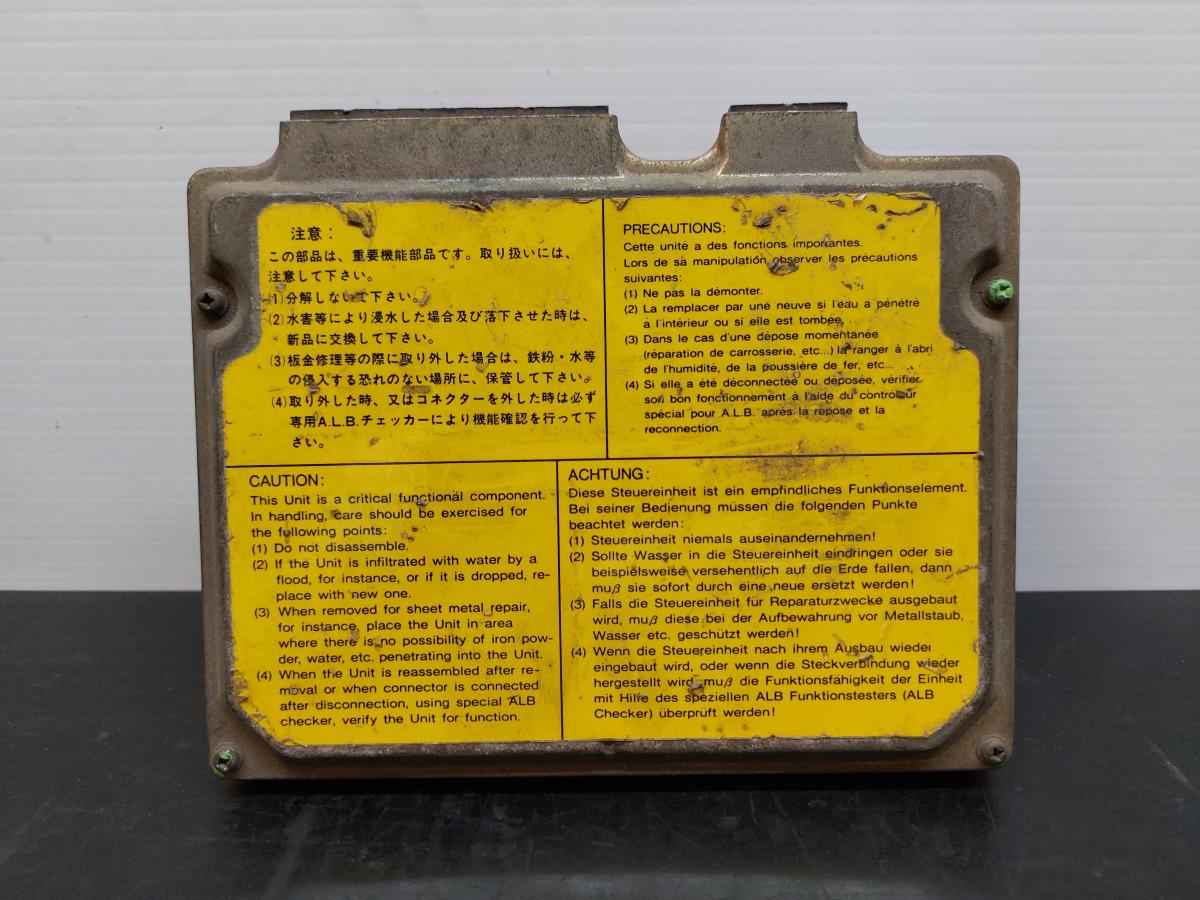 注意:
この部品は、重要機能部品です。取り扱いには、
注意して下さい。
(1)分解しないで下さい。
(2)水害等により浸水した場合及び落下させた時は、
新品に交換して下さい。
(3)板金修理等の際に取り外した場合は、鉄粉・水等
の侵入する恐れのない場所に、保管して下さい。
(4)取り外した時、又はコネクターを外した時は必ず
専用A.L.B.チェッカーにより機能確認を行って下
さい。
PRECAUTIONS:
Cette unité a des fonctions importantes.
Lors de sa manipulation observer les précautions
suivantes:
(1) Ne pas la démonter.
(2) La remplacer par une neuve si l'eau a pénétré
à l'intérieur ou si elle est tombée.
(3) Dans le cas d'une dépose momentanée
(réparation de carrosserie, etc...) la ranger à l'abri
de l'humidité, de la poussière de fer, etc...
(4) Si elle a été déconnectée ou déposée, vérifier
son bon fonctionnement à l'aide du controleur
spécial pour A.L.B. après la repose et la
reconnection.
CAUTION:
This Unit is a critical functional component.
In handling, care should be exercised for
the following points:
(1) Do not disassemble.
(2) If the Unit is infiltrated with water by a
flood, for instance, or if it is dropped, re-
place with new one.
(3) When removed for sheet metal repair,
for instance, place the Unit in area
where there is no possibility of iron pow-
der, water, etc. penetrating into the Unit.
(4) When the Unit is reassembled after re-
moval or when connector is connected
after disconnection, using special ALB
checker, verify the Unit for function.
ACHTUNG:
Diese Steuereinheit ist ein empfindliches Funktionselement.
Bei seiner Bedienung müssen die folgenden Punkte
beachtet werden:
(1) Steuereinheit niemals auseinandernehmen!
(2) Sollte Wasser in die Steuereinheit eindringen oder sie
beispielsweise versehentlich auf die Erde fallen, dann
muβ sie sofort durch eine neue ersetzt werden!
(3) Falls die Steuereinheit für Reparaturzwecke ausgebaut
wird, muβ diese bei der Aufbewahrung vor Metallstaub,
Wasser etc. geschützt werden!
(4) Wenn die Steuereinheit nach ihrem Ausbau wieder
eingebaut wird, oder wenn die Steckverbindung wieder
hergestellt wird, muβ die Funktionsfähigkeit der Einheit
mit Hilfe des speziellen ALB Funktionstesters (ALB
Checker) überprüft werden!